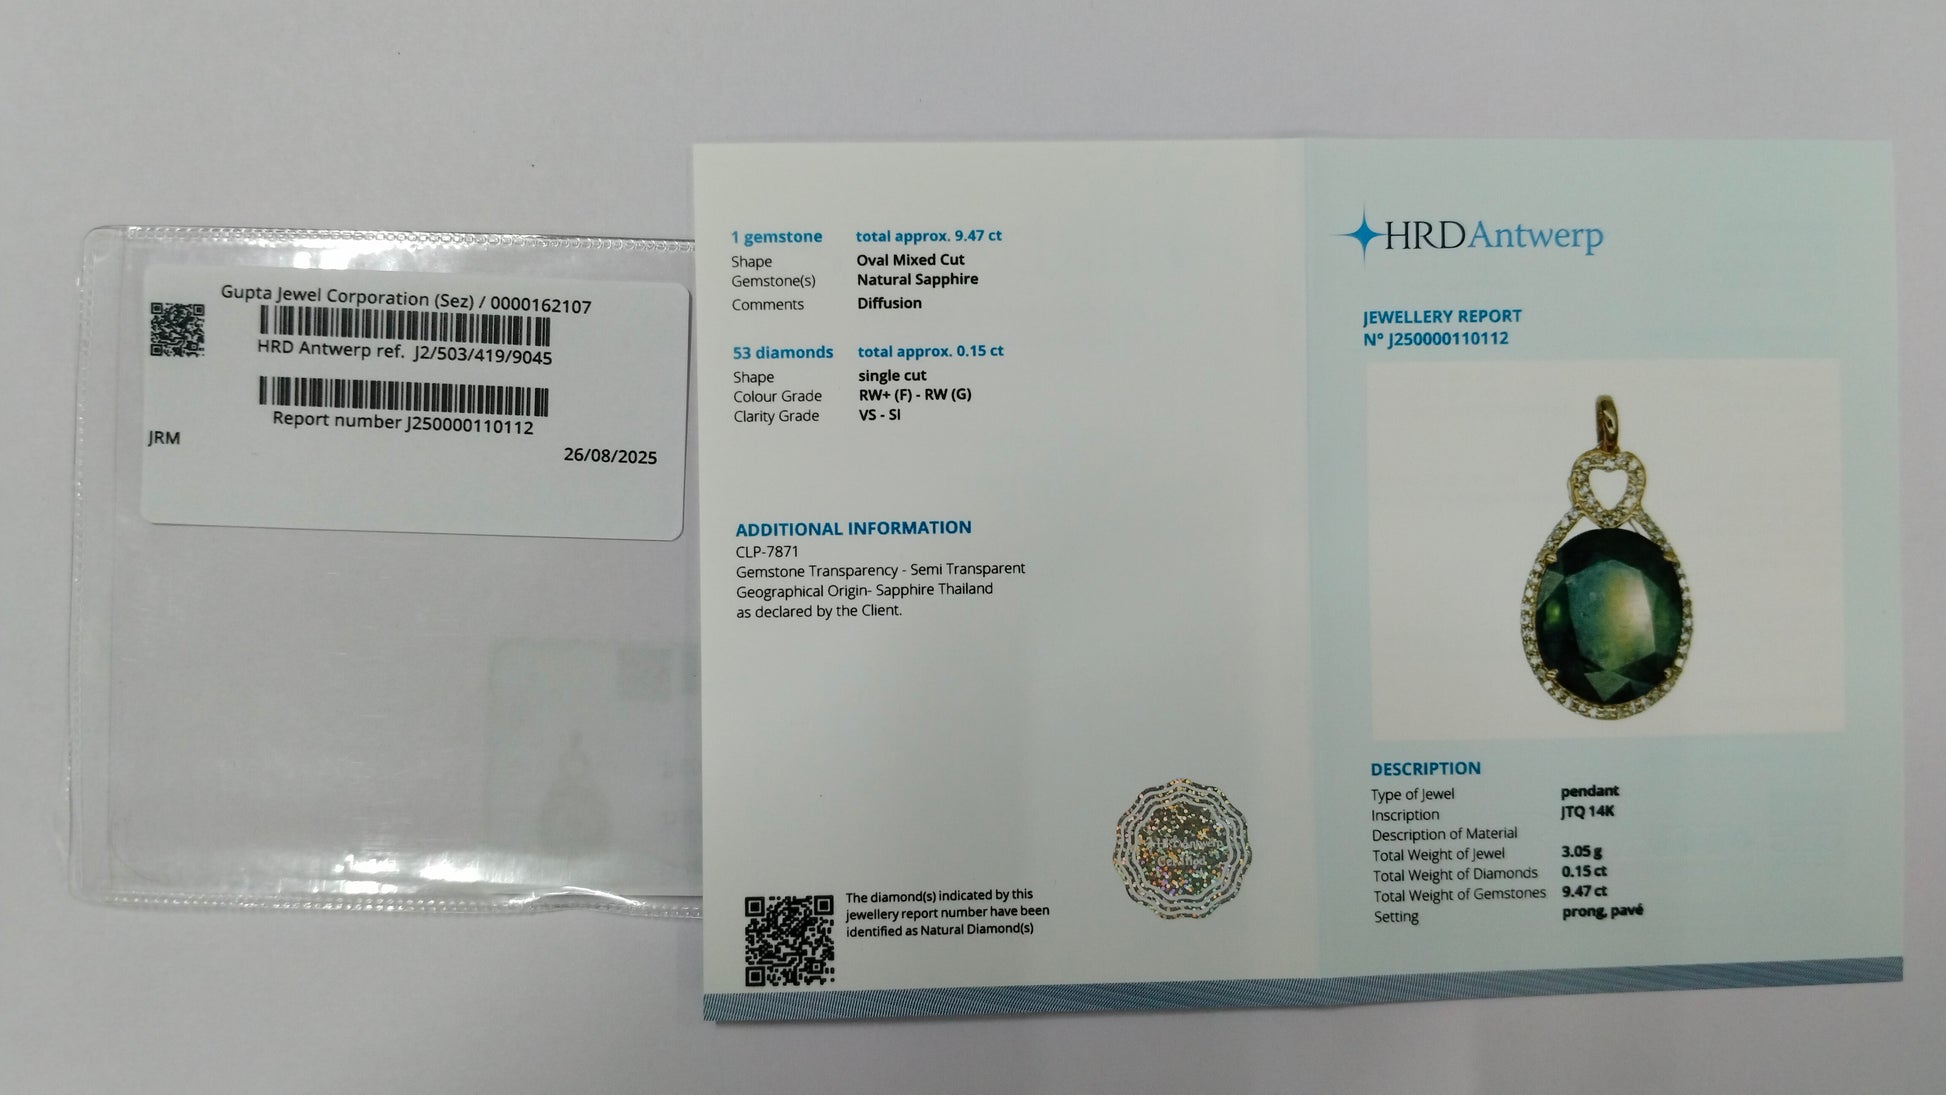 Gupta Jewel Corporation (Sez) / 0000162107
HRD Antwerp ref. J2/503/419/9045
Report number J250000110112
JRM
26/08/2025
1 gemstone total approx. 9.47 ct
Shape Oval Mixed Cut
Gemstone(s) Natural Sapphire
Comments Diffusion
53 diamonds total approx. 0.15 ct
Shape single cut
Colour Grade RW+ (F) - RW (G)
Clarity Grade VS - SI
ADDITIONAL INFORMATION
CLP-7871
Gemstone Transparency - Semi Transparent
Geographical Origin- Sapphire Thailand
as declared by the Client.
The diamond(s) indicated by this
jewellery report number have been
identified as Natural Diamond(s)
HRD Antwerp
HRDAntwerp
JEWELLERY REPORT
N° J250000110112
DESCRIPTION
Type of Jewel pendant
Inscription JTQ 14K
Description of Material
Total Weight of Jewel 3.05 g
Total Weight of Diamonds 0.15 ct
Total Weight of Gemstones 9.47 ct
Setting prong, pavé